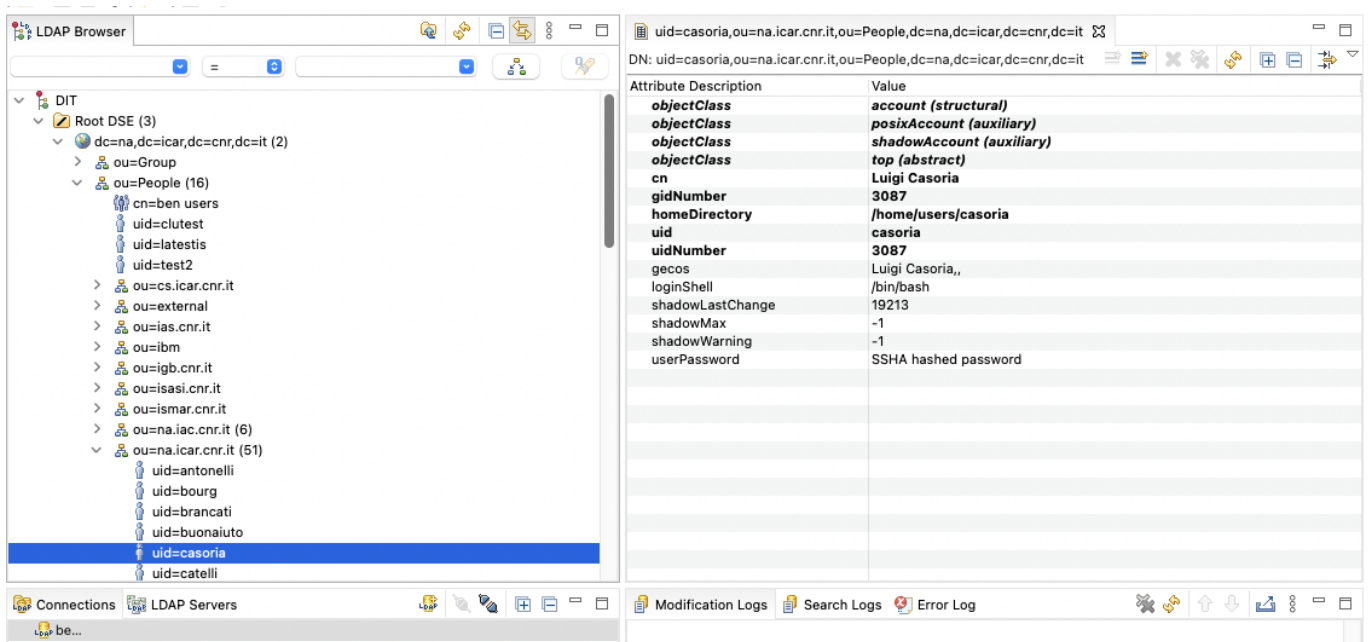 LDAP Browser
=
DIT
Root DSE (3)
dc=na,dc=icar,dc=cnr,dc=it (2)
ou=Group
ou=People (16)
cn=ben users
uid=clutest
uid=latestis
uid=test2
ou=cs.icar.cnr.it
ou=external
ou=ias.cnr.it
ou=ibm
ou=igb.cnr.it
ou=isasi.cnr.it
ou=ismar.cnr.it
ou=na.iac.cnr.it (6)
ou=na.icar.cnr.it (51)
uid=antonelli
uid=bourg
uid=brancati
uid=buonaiuto
uid=casoria
uid=catelli
Connections LDAP Servers
LDAP
LDAP be...
uid=casoria,ou=na.icar.cnr.it,ou=People,dc=na,dc=icar,dc=cnr,dc=it
DN: uid=casoria,ou=na.icar.cnr.it,ou=People,dc=na,dc=icar,dc=cnr,dc=it
Attribute Description Value
objectClass account (structural)
objectClass posixAccount (auxiliary)
objectClass shadowAccount (auxiliary)
objectClass top (abstract)
cn Luigi Casoria
gidNumber 3087
homeDirectory /home/users/casoria
uid casoria
uidNumber 3087
gecos Luigi Casoria,,
loginShell /bin/bash
shadowLastChange 19213
shadowMax -1
shadowWarning -1
userPassword SSHA hashed password
Modification Logs Search Logs Error Log